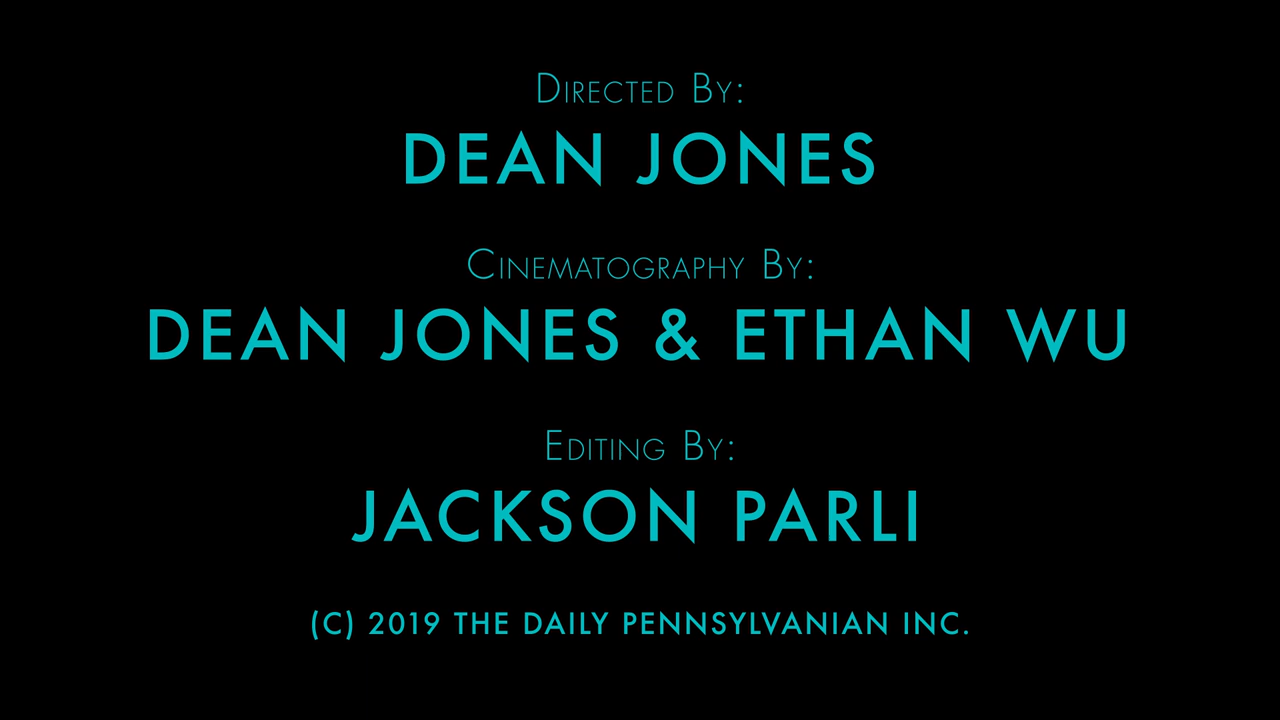 Directed By:
DEAN JONES
Cinematography By:
DEAN JONES & ETHAN WU
Editing By:
JACKSON PARLI
(C) 2019 THE DAILY PENNSYLVANIAN INC.